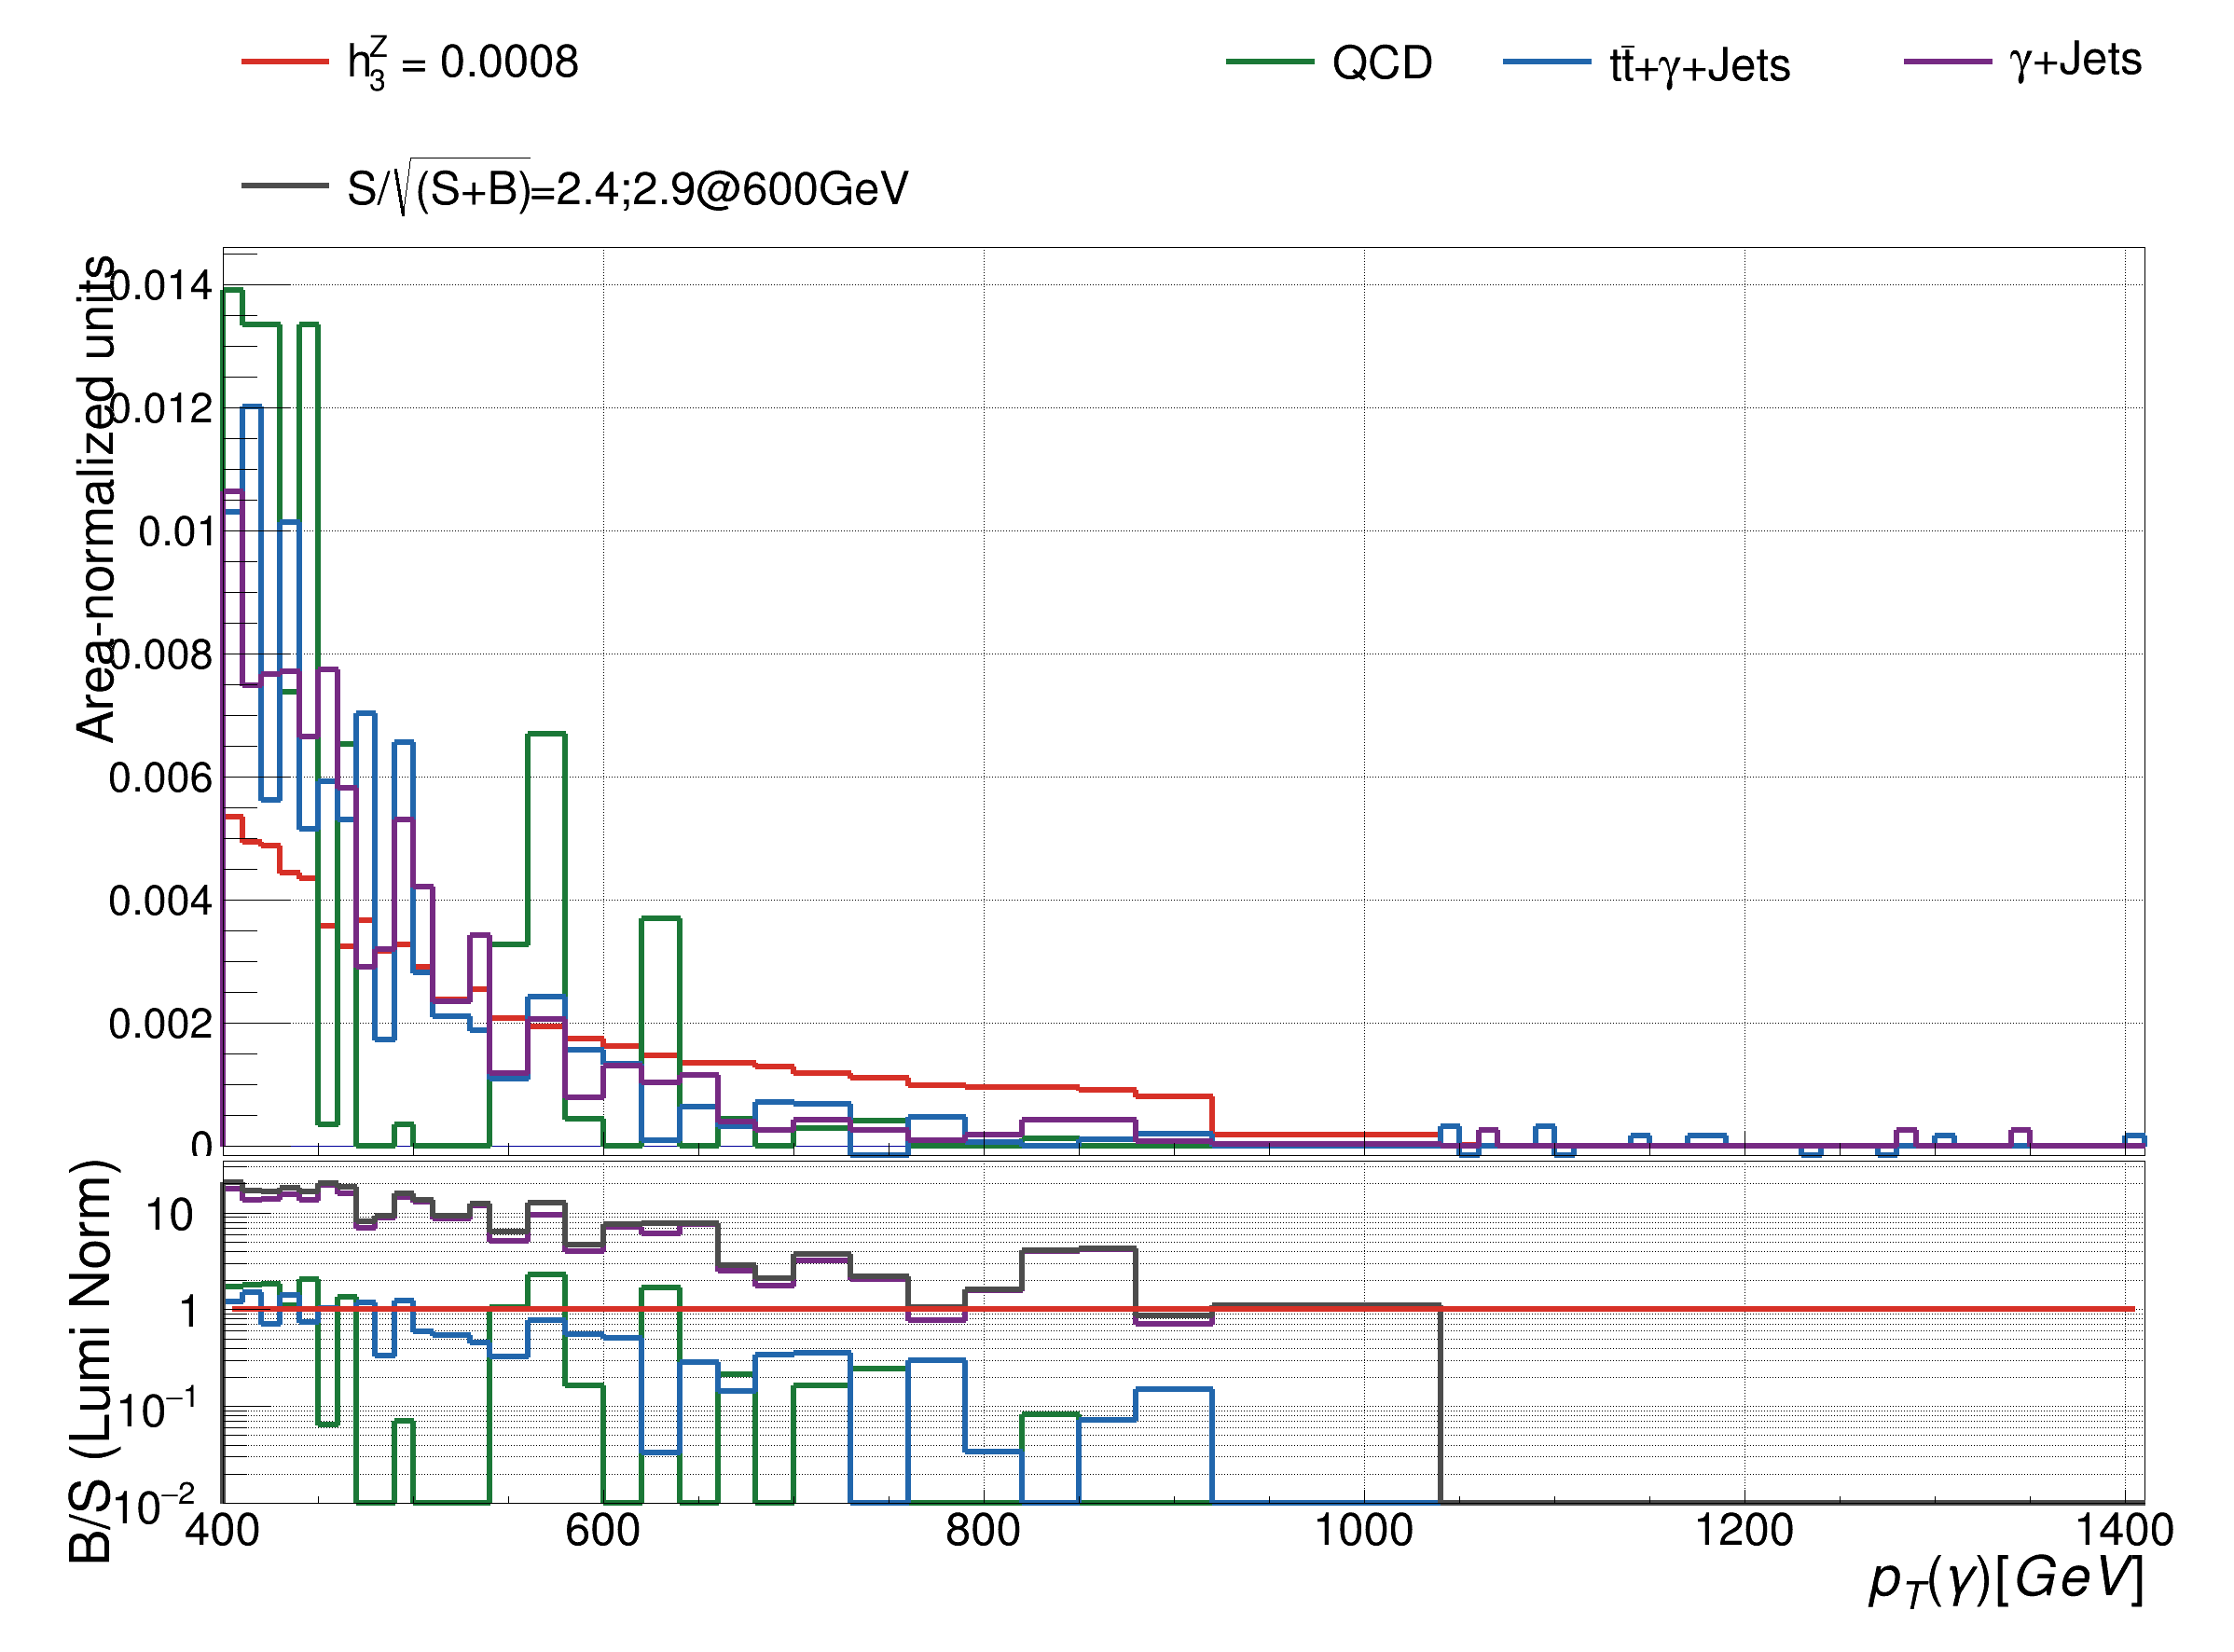 h₃ᶻ = 0.0008
QCD
tt̄+γ+Jets
γ+Jets
S/√(S+B)=2.4;2.9@600GeV
Area-normalized units
0.014
0.012
0.01
0.008
0.006
0.004
0.002
0
B/S (Lumi Norm)
10
1
10⁻¹
10⁻²
400 600 800 1000 1200 1400
p_T(γ)[GeV]